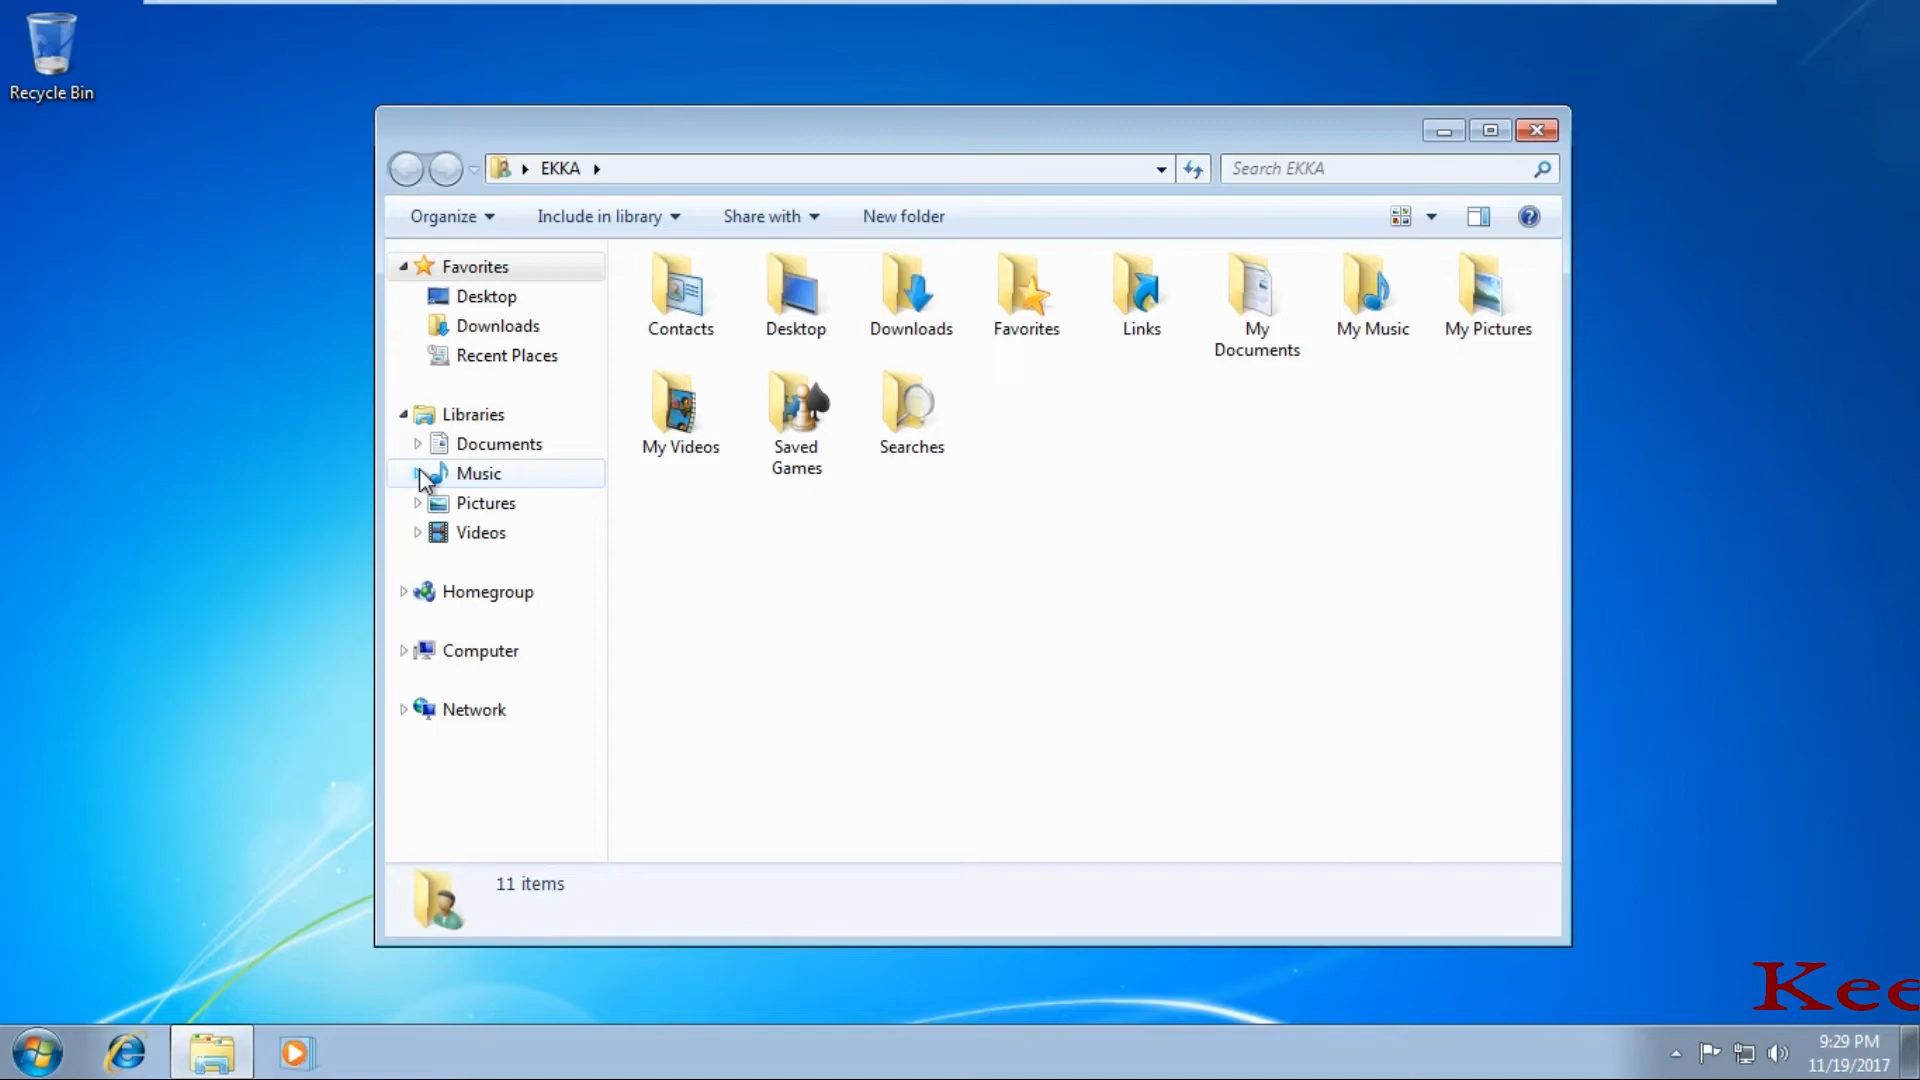 Recycle Bin
EKKA
Search EKKA
Organize
Include in library
Share with
New folder
Favorites
Desktop
Downloads
Recent Places
Libraries
Documents
Music
Pictures
Videos
Homegroup
Computer
Network
Contacts
Desktop
Downloads
Favorites
Links
My
Documents
My Music
My Pictures
My Videos
Saved
Games
Searches
11 items
Kee
9:29 PM
11/19/2017